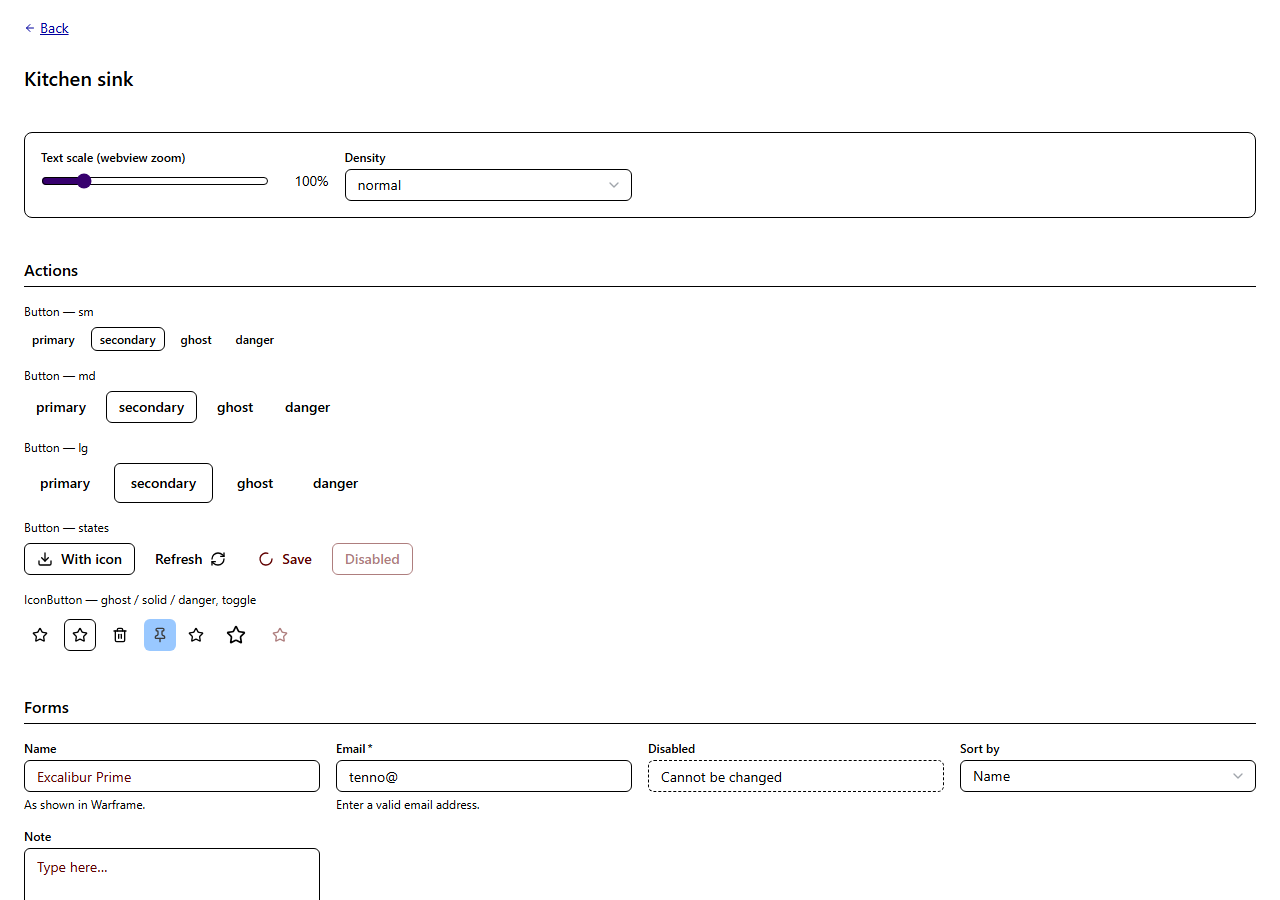 ← Back
Kitchen sink
Text scale (webview zoom)
100%
Density
normal
Actions
Button — sm
primary secondary ghost danger
Button — md
primary secondary ghost danger
Button — lg
primary secondary ghost danger
Button — states
With icon Refresh Save Disabled
IconButton — ghost / solid / danger, toggle
Forms
Name
Excalibur Prime
As shown in Warframe.
Email *
tenno@
Enter a valid email address.
Disabled
Cannot be changed
Sort by
Name
Note
Type here...